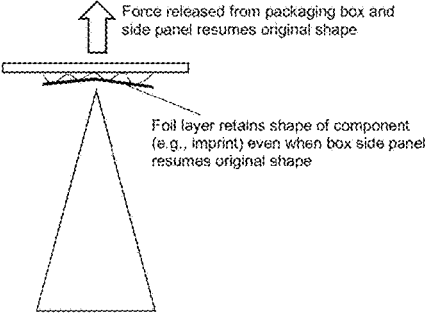 Force released from packaging box and
side panel resumes original shape
Foil layer retains shape of component
(e.g., imprint) even when box side panel
resumes original shape